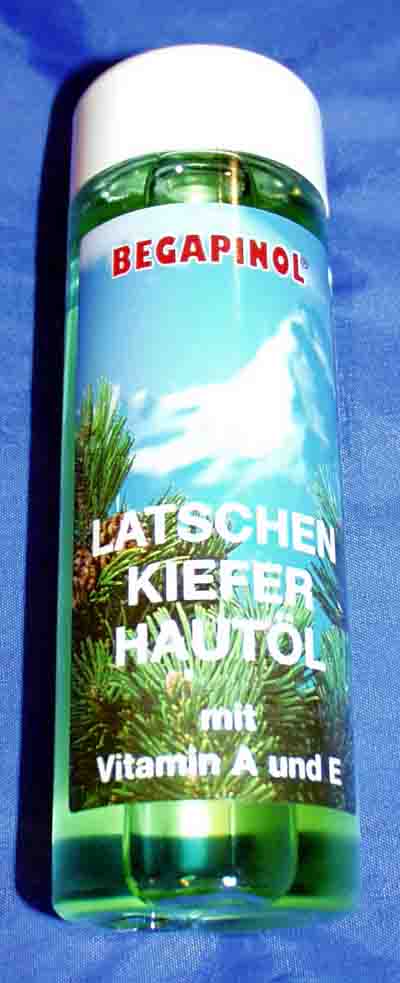 BEGAPINOL®
LATSCHEN
KIEFER
HAUTÖL
mit
Vitamin A und E